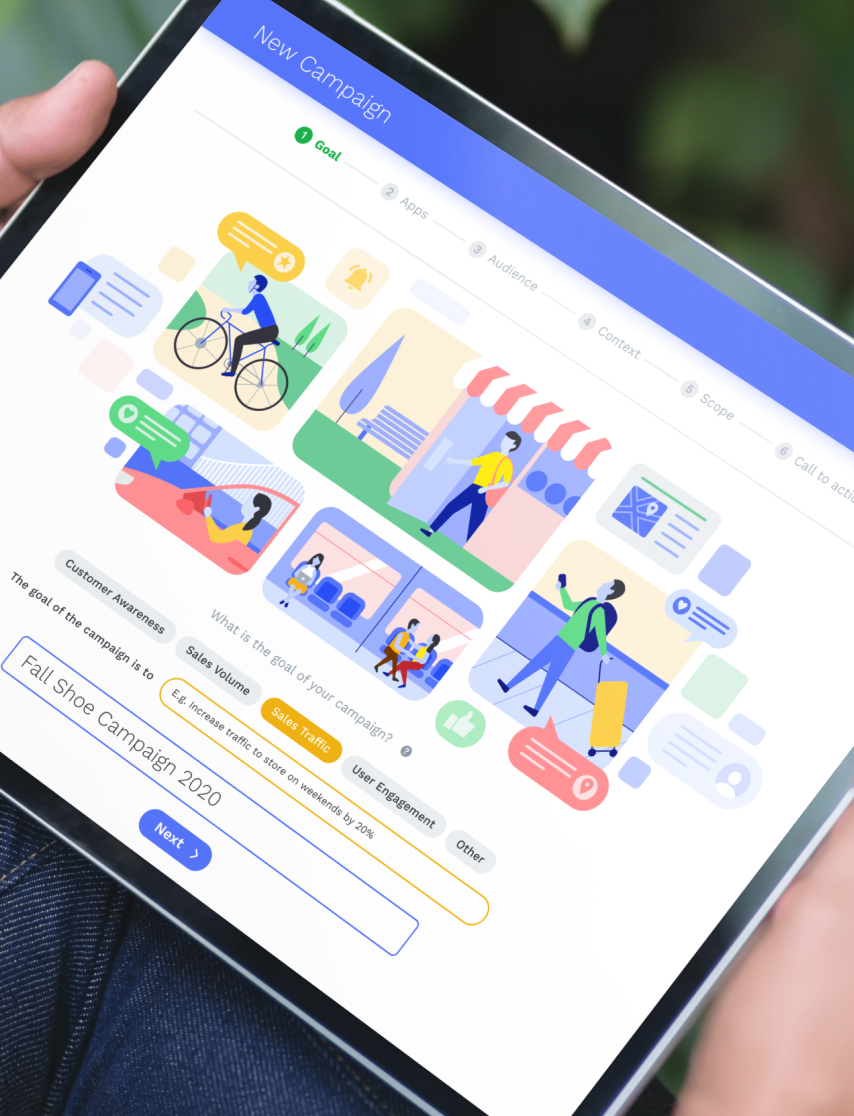 New Campaign
1 Goal
2 Apps
3 Audience
4 Context
5 Scope
6 Call to actio
What is the goal of your campaign? ?
Customer Awareness
Sales Volume
Sales Traffic
User Engagement
Other
The goal of the campaign is to
E.g. increase traffic to store on weekends by 20%
Fall Shoe Campaign 2020
Next >